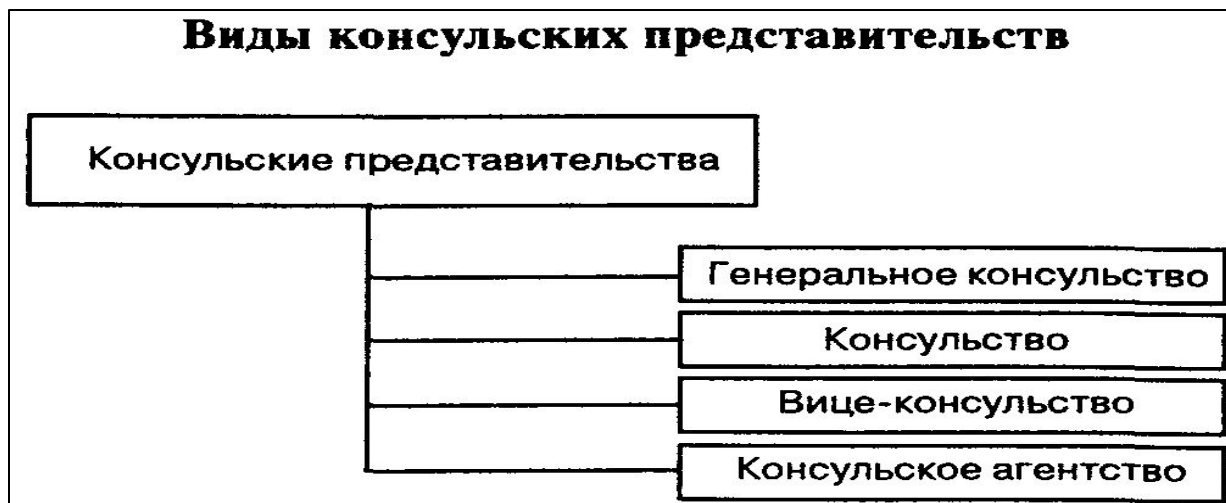 Виды консульских представительств
Консульские представительства
Генеральное консульство
Консульство
Вице-консульство
Консульское агентство